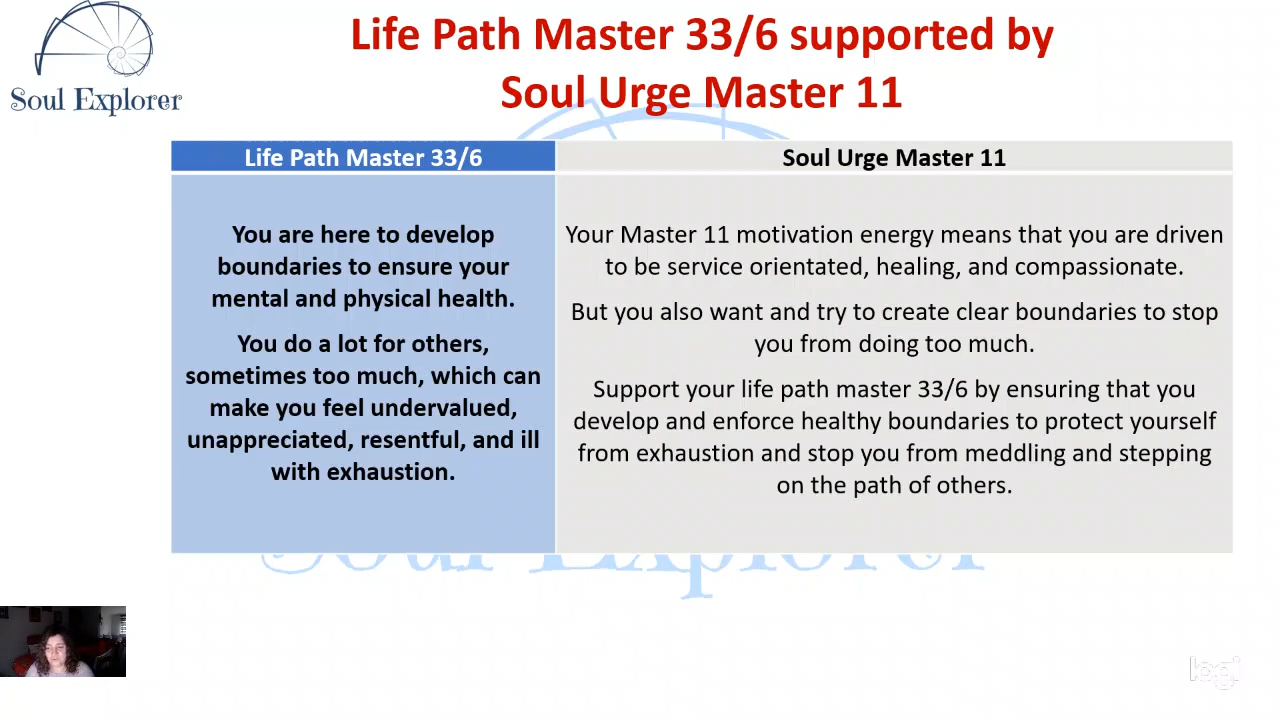 Life Path Master 33/6 supported by
Soul Urge Master 11
Soul Explorer
Life Path Master 33/6
Soul Urge Master 11
You are here to develop
boundaries to ensure your
mental and physical health.
You do a lot for others,
sometimes too much, which can
make you feel undervalued,
unappreciated, resentful, and ill
with exhaustion.
Your Master 11 motivation energy means that you are driven
to be service orientated, healing, and compassionate.
But you also want and try to create clear boundaries to stop
you from doing too much.
Support your life path master 33/6 by ensuring that you
develop and enforce healthy boundaries to protect yourself
from exhaustion and stop you from meddling and stepping
on the path of others.
Soul Explorer
logi